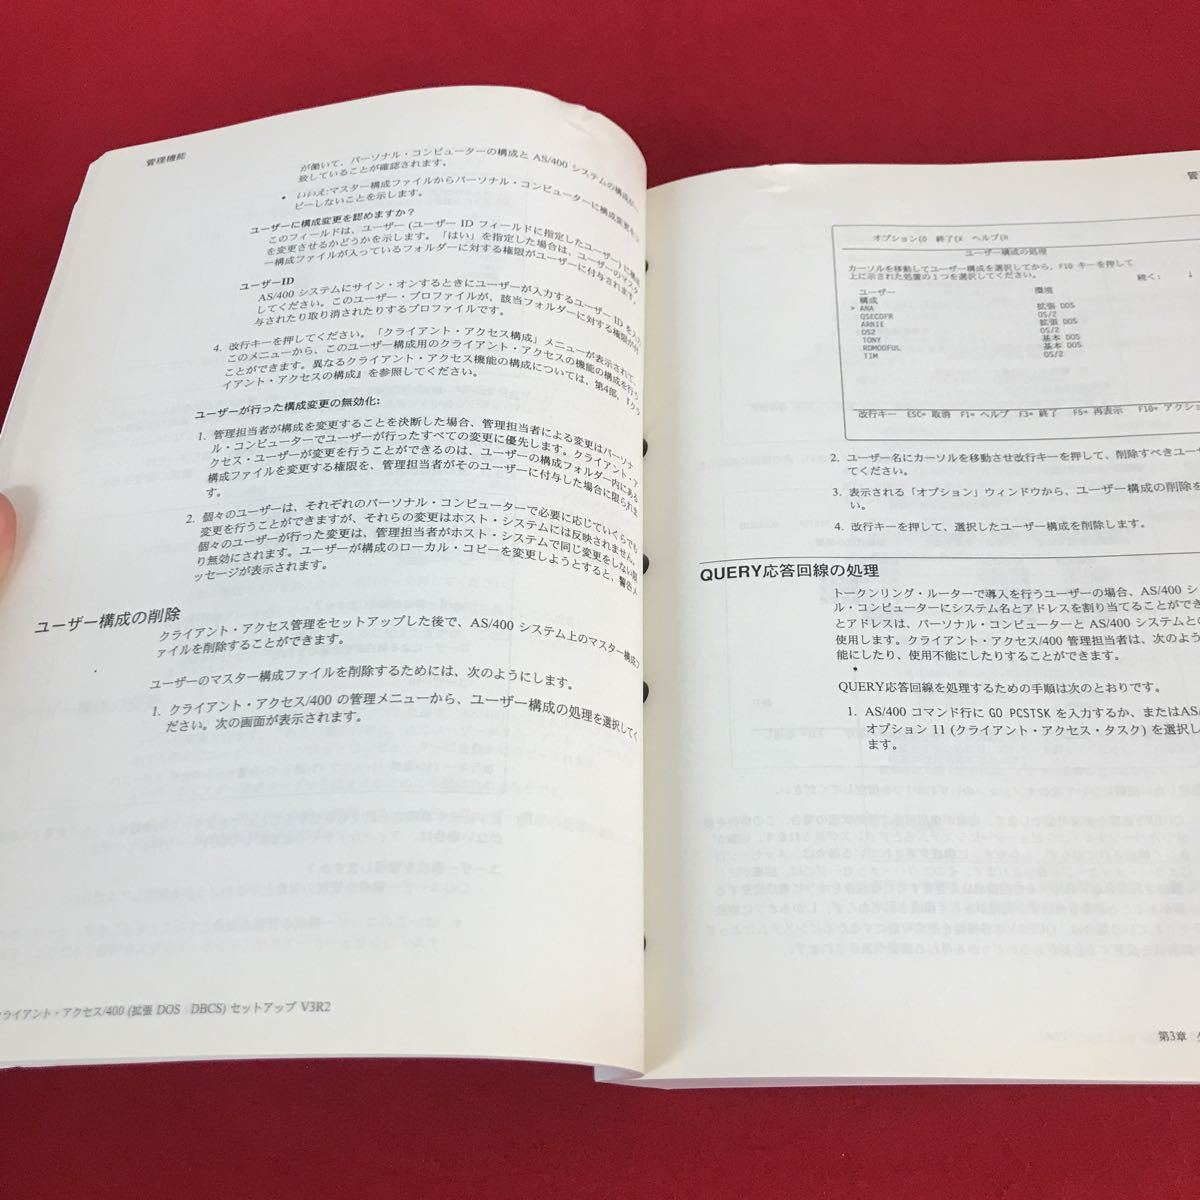 管理機能
が働いて、パーソナル・コンピューターの構成と AS/400 システムの構成が
致していることが確認されます。
• いいえ:マスター構成ファイルからパーソナル・コンピューターに構成変更をコ
ピーしないことを示します。
ユーザーに構成変更を認めますか？
このフィールドは、ユーザー (ユーザー ID フィールドに指定したユーザー) に構成
を変更させるかどうかを示します。「はい」を指定した場合は、ユーザーのマスタ
ー構成ファイルが入っているフォルダーに対する権限がユーザーに付与されます。
ユーザーID
AS/400 システムにサイン・オンするときにユーザーが入力するユーザー ID を入力
してください。このユーザー・プロファイルが、該当フォルダーに対する権限が付
与されたり取り消されたりするプロファイルです。
4. 改行キーを押してください。「クライアント・アクセス構成」メニューが表示されて、
このメニューから、このユーザー構成用のクライアント・アクセスの機能の構成を行う
ことができます。異なるクライアント・アクセス機能の構成については、第4部,『クラ
イアント・アクセスの構成』を参照してください。
ユーザーが行った構成変更の無効化:
1. 管理担当者が構成を変更することを決断した場合、管理担当者による変更はパーソナ
ル・コンピューターでユーザーが行ったすべての変更に優先します。クライアント・ア
クセス・ユーザーが変更を行うことができるのは、ユーザーの構成フォルダー内にある
構成ファイルを変更する権限を、管理担当者がそのユーザーに付与した場合に限られま
す。
2. 個々のユーザーは、それぞれのパーソナル・コンピューターで必要に応じていくらでも
変更を行うことができますが、それらの変更はホスト・システムには反映されません。
個々のユーザーが行った変更は、管理担当者がホスト・システムで同じ変更をしない限
り無効にされます。ユーザーが構成のローカル・コピーを変更しようとすると、警告メ
ッセージが表示されます。
ユーザー構成の削除
クライアント・アクセス管理をセットアップした後で、AS/400 システム上のマスター構成フ
ァイルを削除することができます。
ユーザーのマスター構成ファイルを削除するためには、次のようにします。
1. クライアント・アクセス/400 の管理メニューから、ユーザー構成の処理を選択してく
ださい。次の画面が表示されます。
クライアント・アクセス/400 (拡張 DOS DBCS) セットアップ V3R2
管
オプション(O 終了(X ヘルプ(H
ユーザー構成の処理
カーソルを移動してユーザー構成を選択してから、F10 キーを押して
上に示された処置の１つを選択してください。
続く: ↓
ユーザー 環境
構成
> ANA 拡張 DOS
QSECOFR OS/2
ARNIE 拡張 DOS
OS2 OS/2
TONY 基本 DOS
RDMODFUL 基本 DOS
TIM OS/2
改行キー ESC= 取消 F1= ヘルプ F3= 終了 F5= 再表示 F10= アクショ
2. ユーザー名にカーソルを移動させ改行キーを押して、削除すべきユー
てください。
3. 表示される「オプション」ウィンドウから、ユーザー構成の削除を
い。
4. 改行キーを押して、選択したユーザー構成を削除します。
QUERY応答回線の処理
トークンリング・ルーターで導入を行うユーザーの場合、AS/400 シ
ル・コンピューターにシステム名とアドレスを割り当てることができ
とアドレスは、パーソナル・コンピューターと AS/400 システムとの
使用します。クライアント・アクセス/400 管理担当者は、次のよう
能にしたり、使用不能にしたりすることができます。
QUERY応答回線を処理するための手順は次のとおりです。
1. AS/400 コマンド行に GO PCSTSK を入力するか、またはAS/
オプション 11 (クライアント・アクセス・タスク) を選択し
ます。
第3章